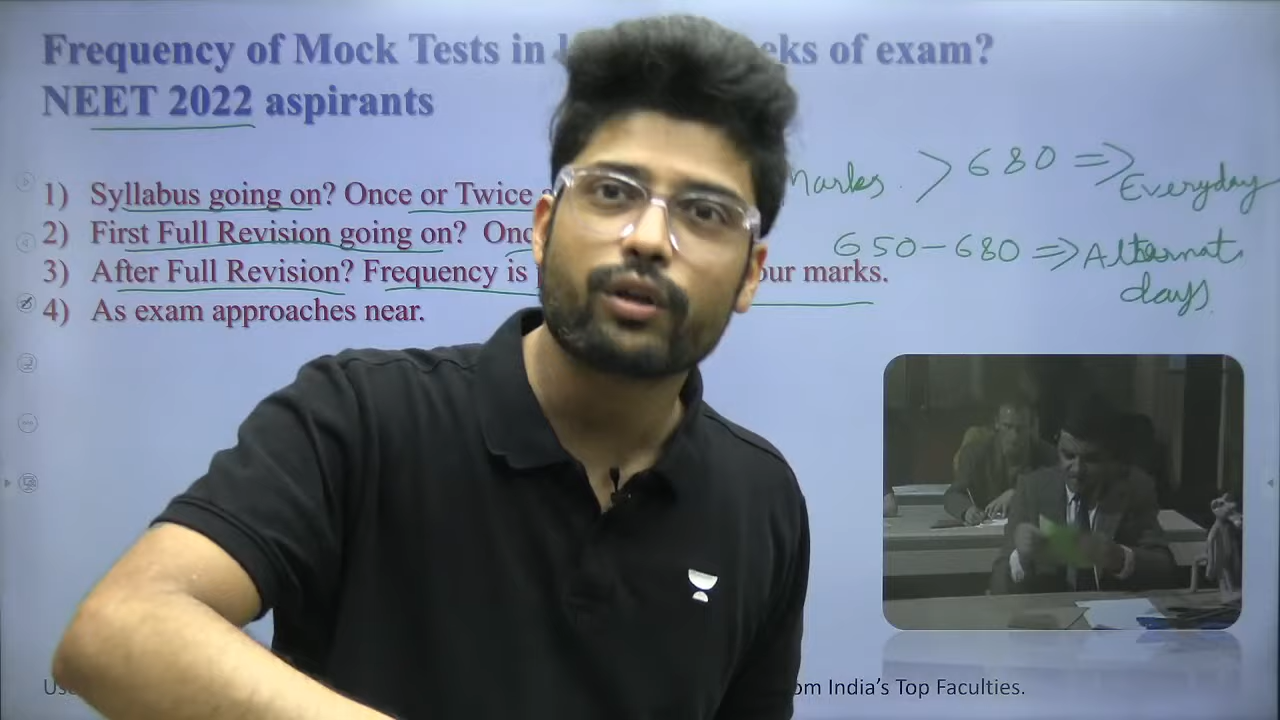 Frequency of Mock Tests in eks of exam?
NEET 2022 aspirants
1) Syllabus going on? Once or Twice
2) First Full Revision going on? Onc
3) After Full Revision? Frequency is our marks.
4) As exam approaches near.
Marks > 680 => Everyday
650-680 => Alternat
days
om India's Top Faculties.